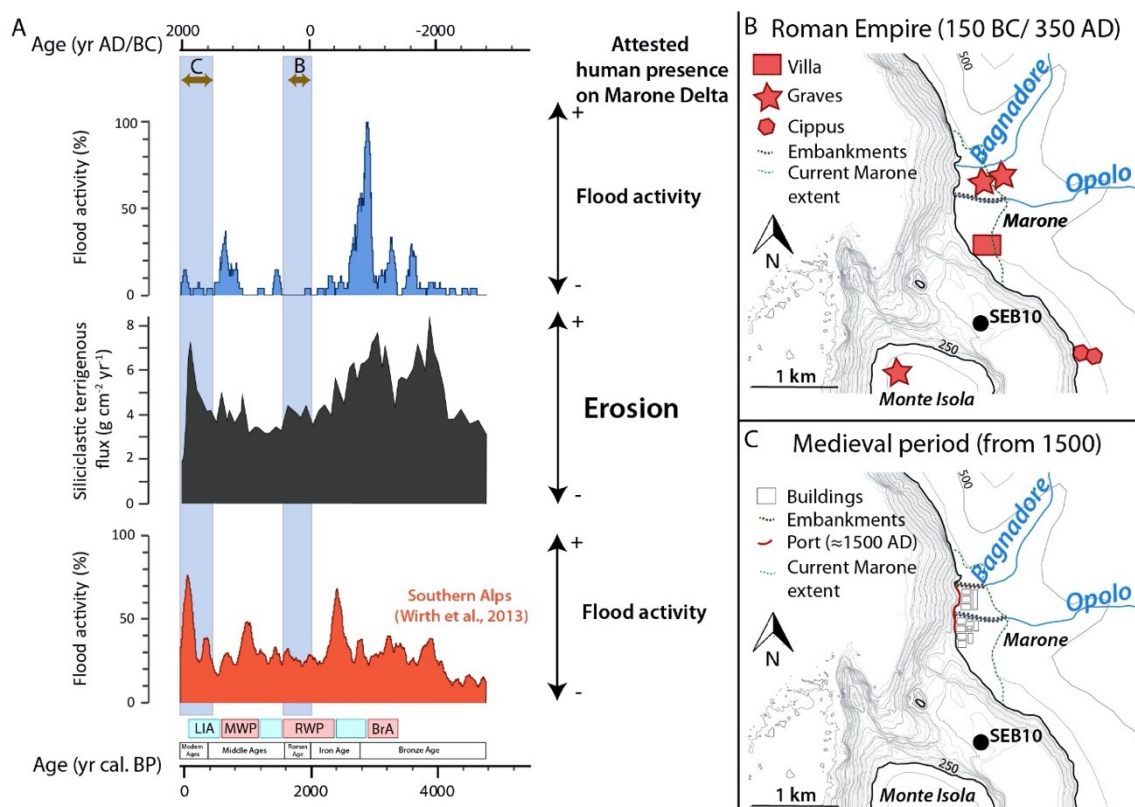 A
Age (yr AD/BC)
2000
0
-2000
C
B
Attested
human presence
on Marone Delta
Flood activity (%)
100
50
0
+
Flood activity
-
Siliciclastic terrigenous
flux (g cm⁻² yr⁻¹)
8
6
4
2
0
+
Erosion
-
Flood activity (%)
100
50
0
Southern Alps
(Wirth et al., 2013)
+
Flood activity
-
LIA
MWP
RWP
BrA
Modern
Ages
Middle Ages
Roman
Age
Iron Age
Bronze Age
Age (yr cal. BP)
0
2000
4000
B
Roman Empire (150 BC/ 350 AD)
Villa
Graves
Cippus
Embankments
Current Marone
extent
500
Bagnadore
Opolo
Marone
N
0
SEB10
250
1 km
Monte Isola
C
Medieval period (from 1500)
Buildings
Embankments
Port (≈1500 AD)
Current Marone
extent
500
Bagnadore
Opolo
Marone
N
0
SEB10
250
1 km
Monte Isola